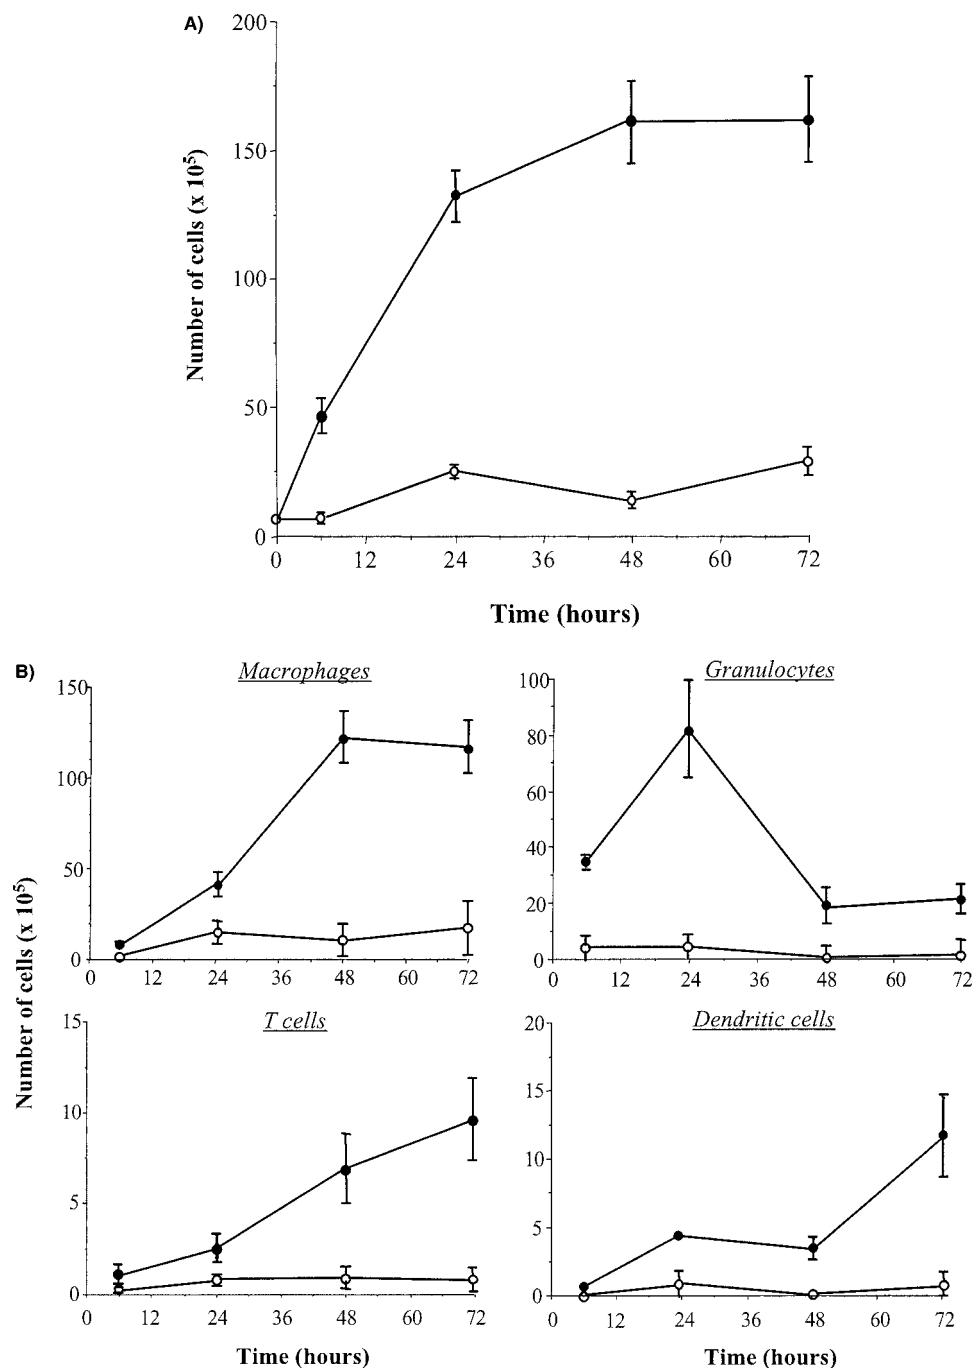 A)
200
150
100
50
0
Number of cells (x 10⁵)
0 12 24 36 48 60 72
Time (hours)
B)
Macrophages
150
100
50
0
0 12 24 36 48 60 72
Granulocytes
100
80
60
40
20
0
0 12 24 36 48 60 72
Number of cells (x 10⁵)
T cells
15
10
5
0
0 12 24 36 48 60 72
Time (hours)
Dendritic cells
20
15
10
5
0
0 12 24 36 48 60 72
Time (hours)